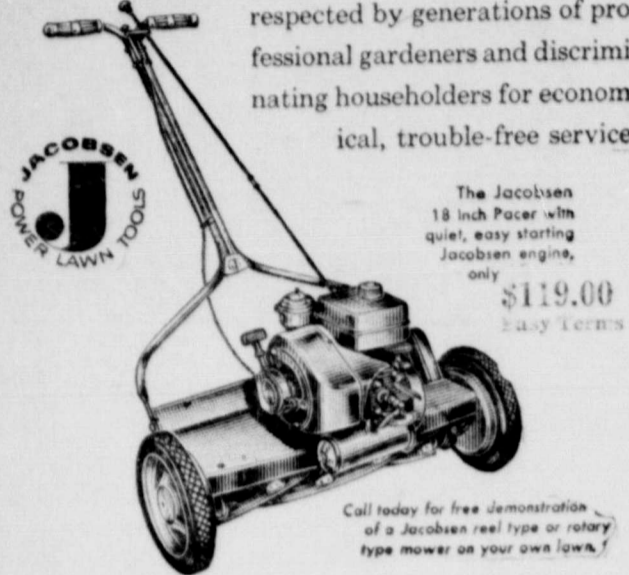 respected by generations of pro
fessional gardeners and discrimi
nating householders for econom
ical, trouble-free service
JACOBSEN
J
POWER LAWN TOOLS
The Jacobsen
18 Inch Pacer with
quiet, easy starting
Jacobsen engine,
only
$119.00
Easy Terms
Call today for free demonstration
of a Jacobsen reel type or rotary
type mower on your own lawn.